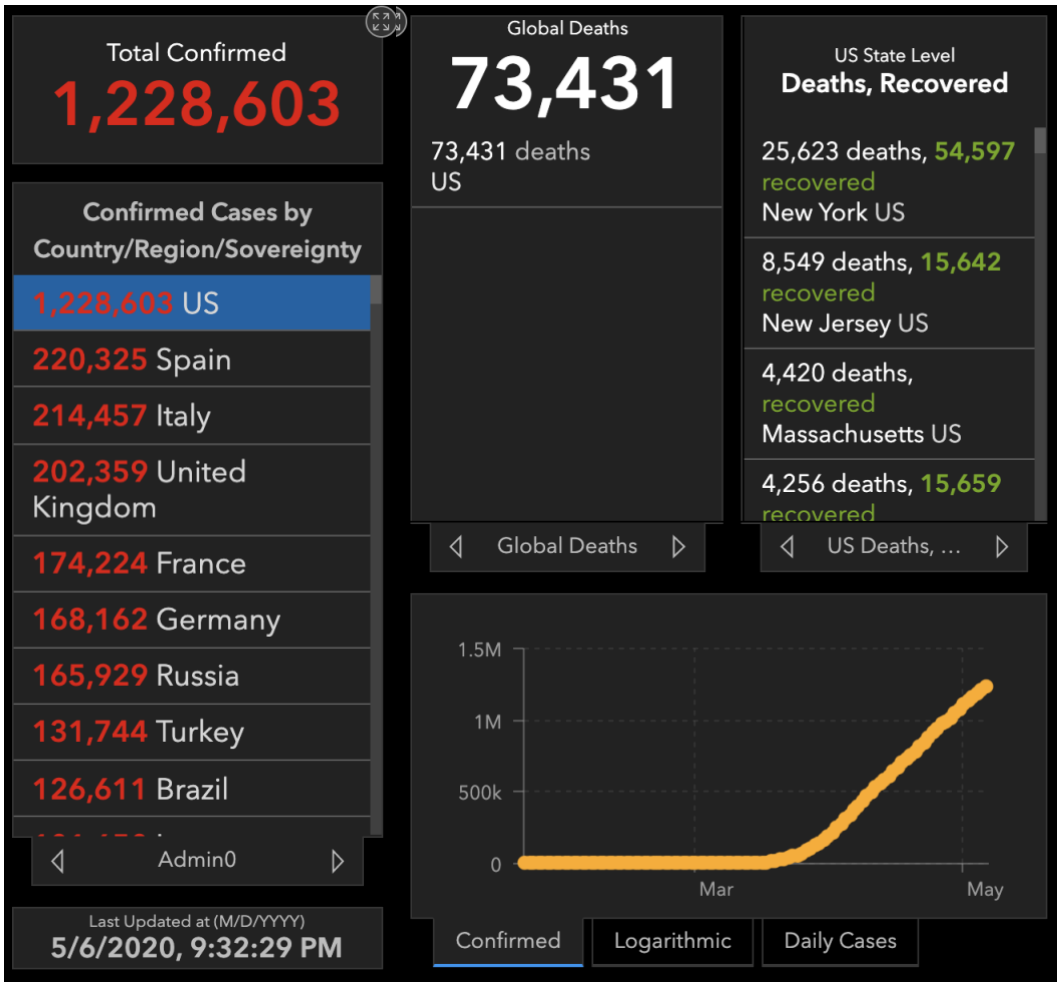 Total Confirmed
1,228,603
Confirmed Cases by
Country/Region/Sovereignty
1,228,603 US
220,325 Spain
214,457 Italy
202,359 United
Kingdom
174,224 France
168,162 Germany
165,929 Russia
131,744 Turkey
126,611 Brazil
Admin0
Last Updated at (M/D/YYYY)
5/6/2020, 9:32:29 PM
Global Deaths
73,431
73,431 deaths
US
Global Deaths
US State Level
Deaths, Recovered
25,623 deaths, 54,597
recovered
New York US
8,549 deaths, 15,642
recovered
New Jersey US
4,420 deaths,
recovered
Massachusetts US
4,256 deaths, 15,659
recovered
US Deaths, ...
1.5M
1M
500k
0
Mar
May
Confirmed
Logarithmic
Daily Cases